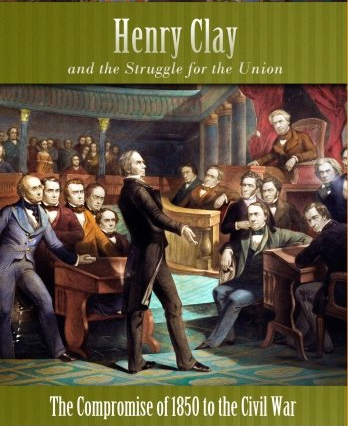 Henry Clay
and the Struggle for the Union
The Compromise of 1850 to the Civil War